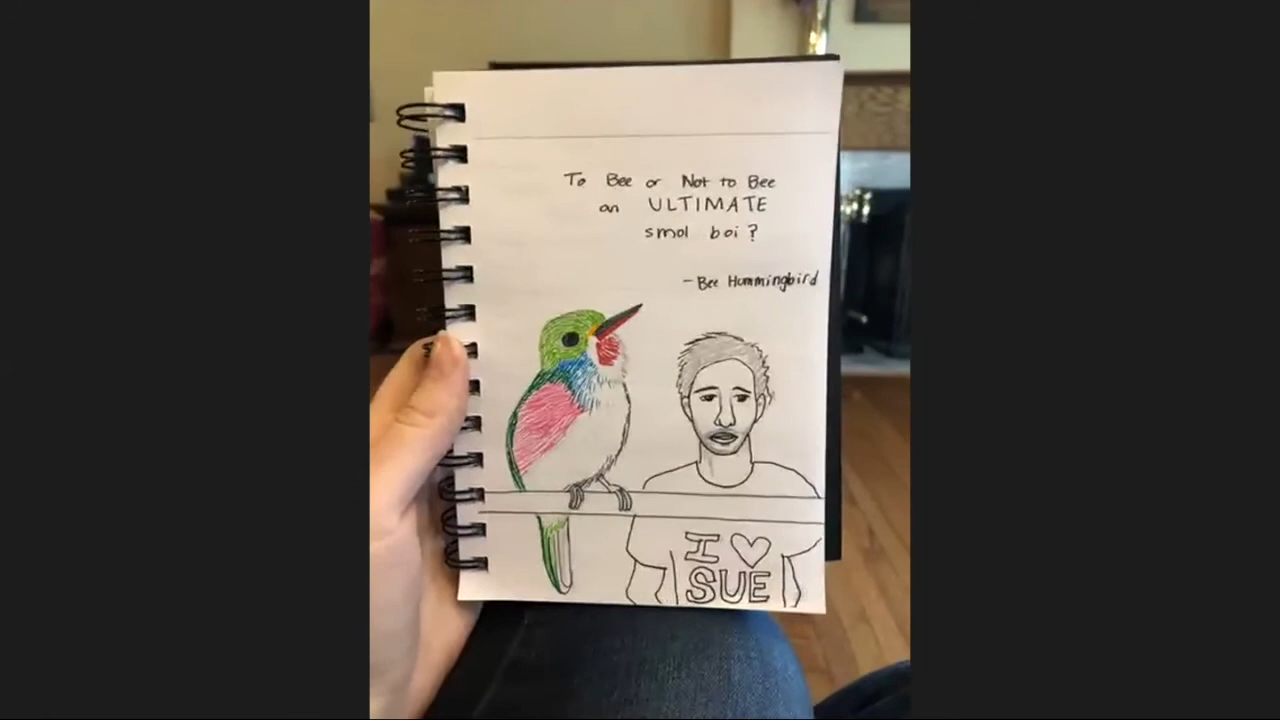 To Bee or Not to Bee
an ULTIMATE
smol boi?
- Bee Hummingbird
I ♡
SUE